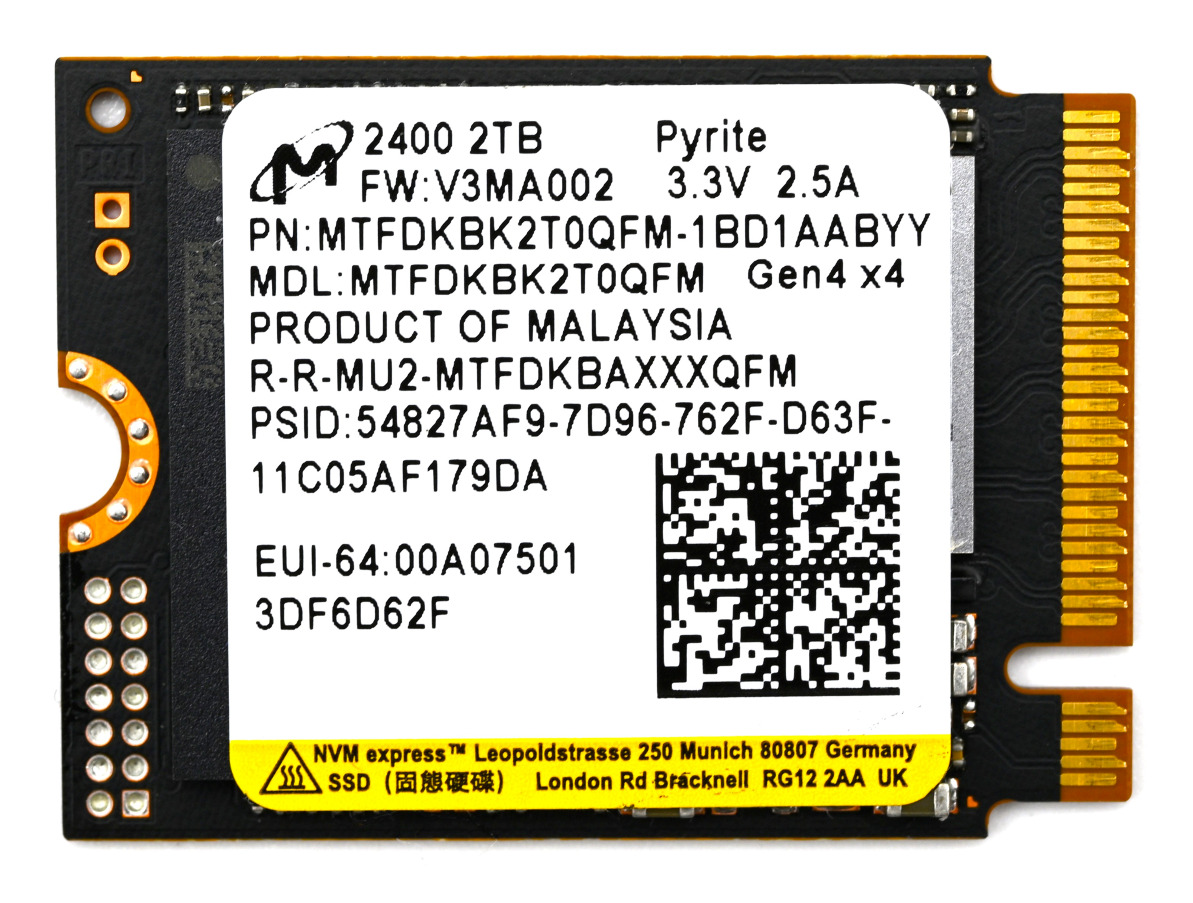 2400 2TB Pyrite
FW:V3MA002 3.3V 2.5A
PN:MTFDKBK2T0QFM-1BD1AABYY
MDL:MTFDKBK2T0QFM Gen4 x4
PRODUCT OF MALAYSIA
R-R-MU2-MTFDKBAXXXQFM
PSID:54827AF9-7D96-762F-D63F-
11C05AF179DA
EUI-64:00A07501
3DF6D62F
NVM express™ Leopoldstrasse 250 Munich 80807 Germany
SSD (固態硬碟) London Rd Bracknell RG12 2AA UK